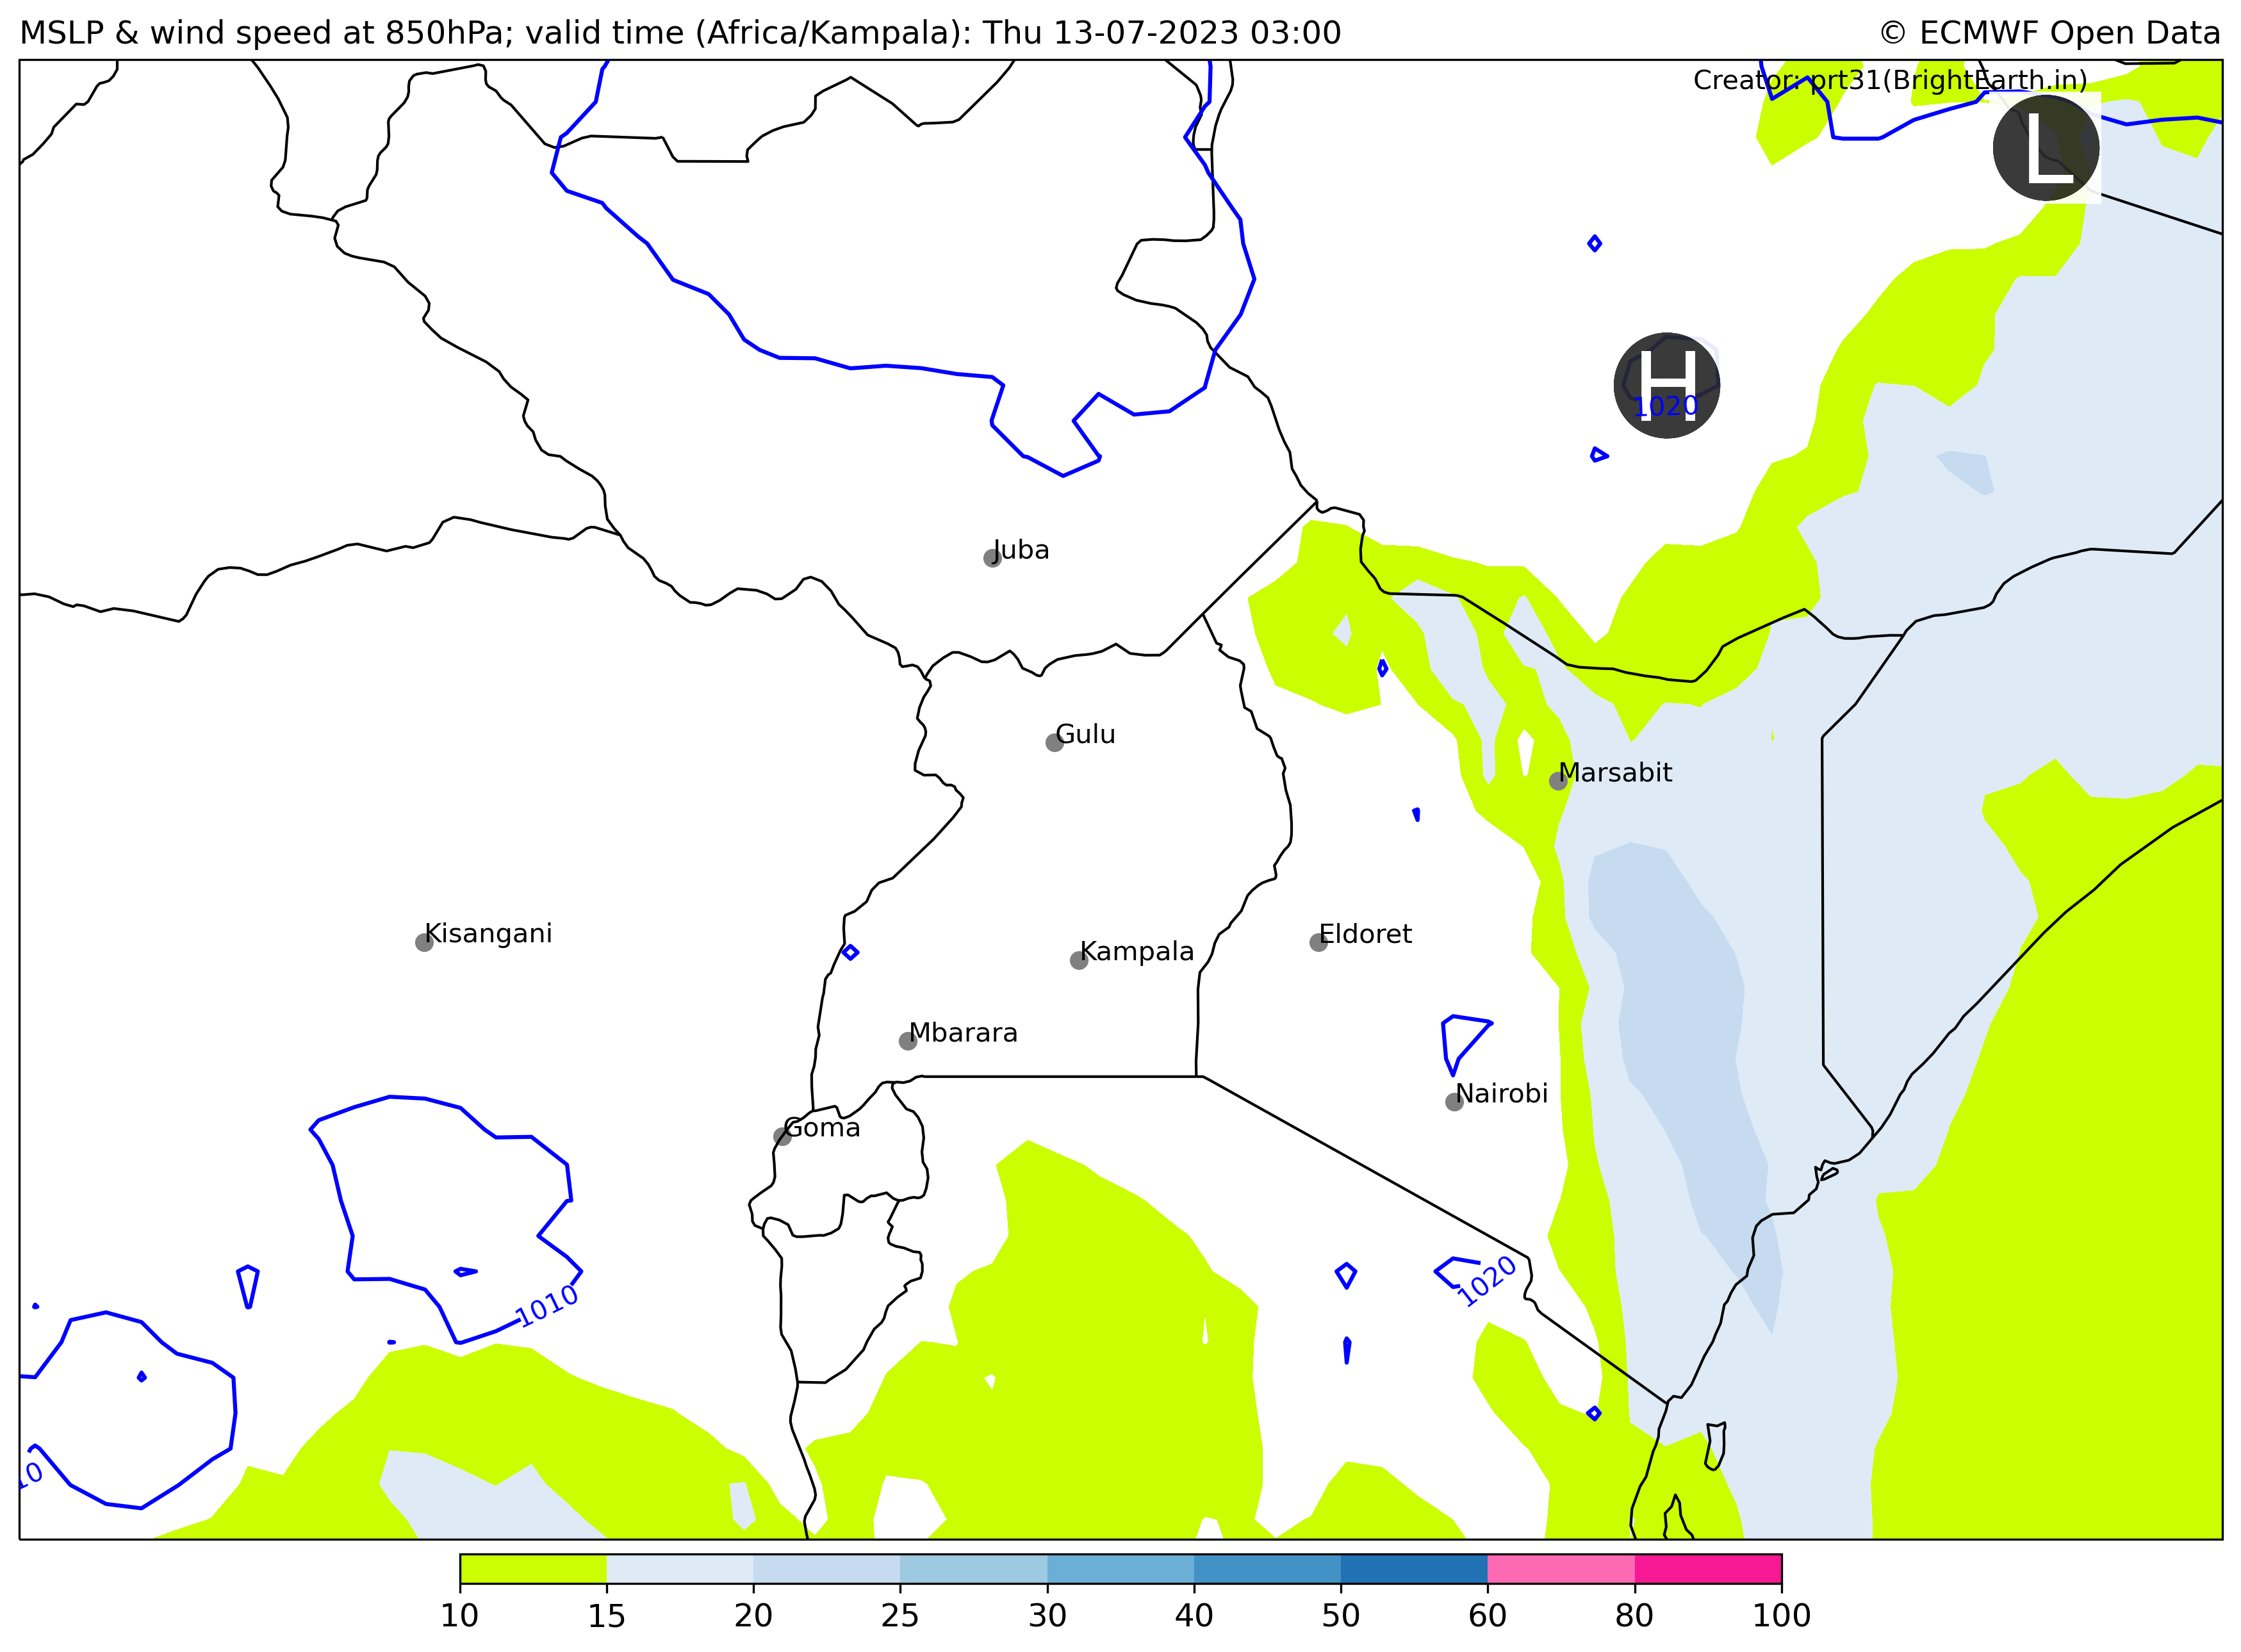 MSLP & wind speed at 850hPa; valid time (Africa/Kampala): Thu 13-07-2023 03:00
© ECMWF Open Data
Creator: prt31(BrightEarth.in)
L
H
1020
Juba
Gulu
Marsabit
Kisangani
Eldoret
Kampala
Mbarara
Nairobi
Goma
1020
1010
10
10 15 20 25 30 40 50 60 80 100